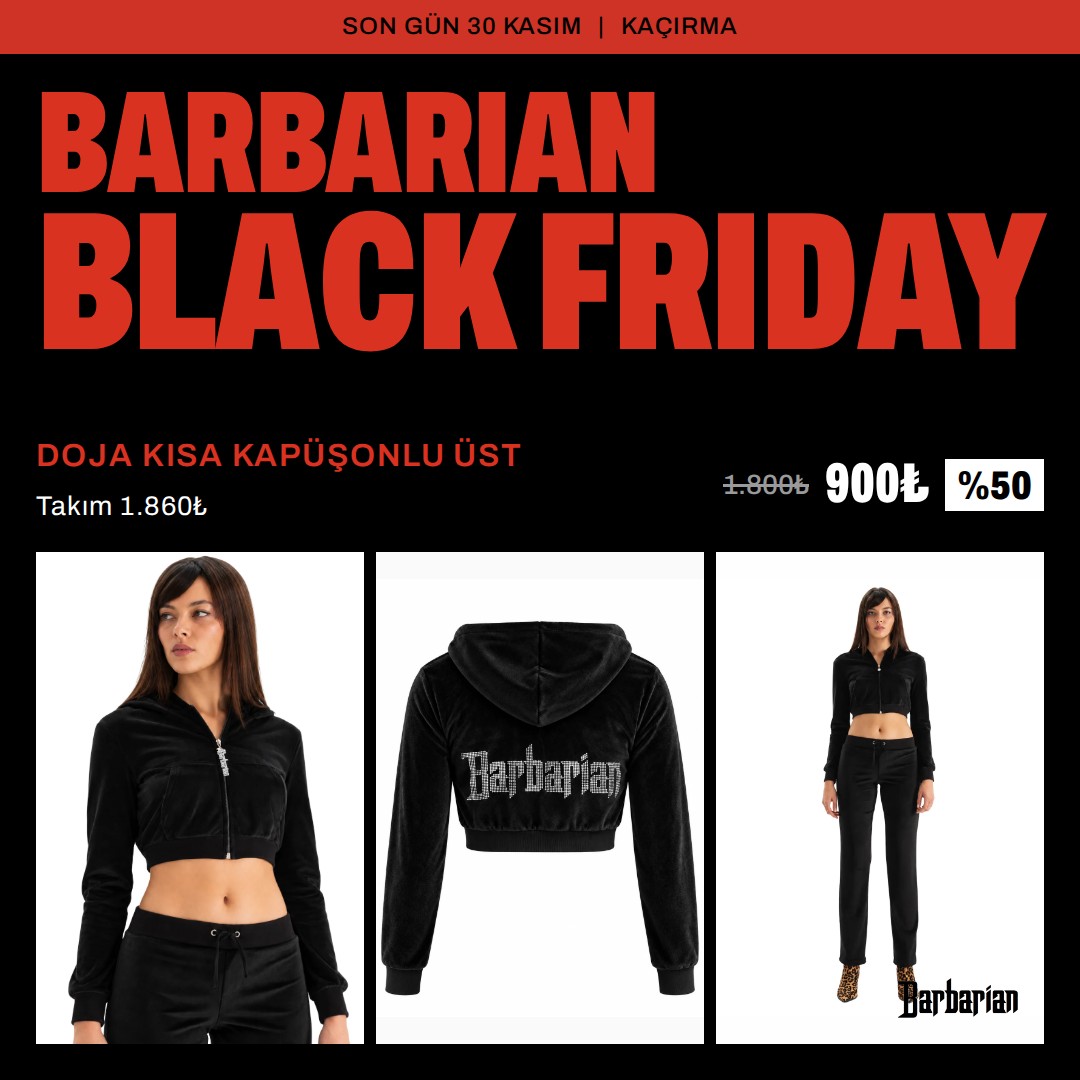 SON GÜN 30 KASIM | KAÇIRMA
BARBARIAN
BLACK FRIDAY
DOJA KISA KAPÜŞONLU ÜST
Takım 1.860₺
1.800₺ 900₺ %50
Barbarian
Barbarian
Barbarian